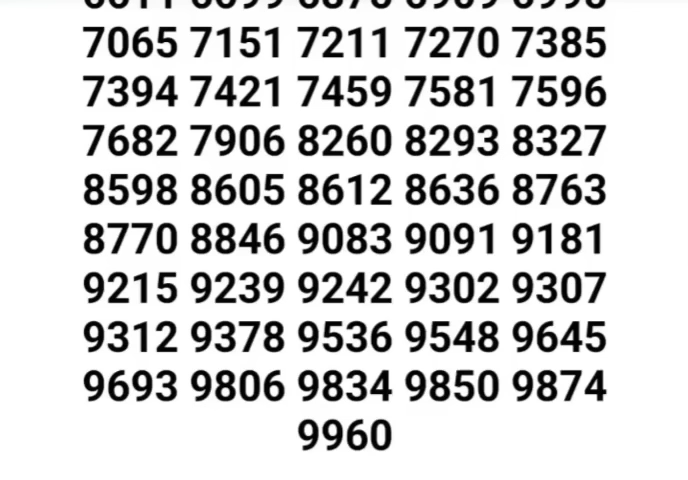 7065 7151 7211 7270 7385
7394 7421 7459 7581 7596
7682 7906 8260 8293 8327
8598 8605 8612 8636 8763
8770 8846 9083 9091 9181
9215 9239 9242 9302 9307
9312 9378 9536 9548 9645
9693 9806 9834 9850 9874
9960